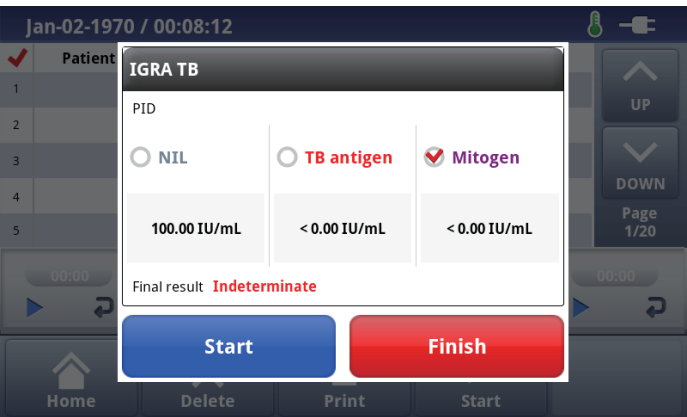 Jan-02-1970 / 00:08:12
Patient
1
2
3
4
5
UP
DOWN
Page
1/20
IGRA TB
PID
NIL
TB antigen
Mitogen
100.00 IU/mL
< 0.00 IU/mL
< 0.00 IU/mL
Final result Indeterminate
00:00
00:00
Start
Finish
Home
Delete
Print
Start